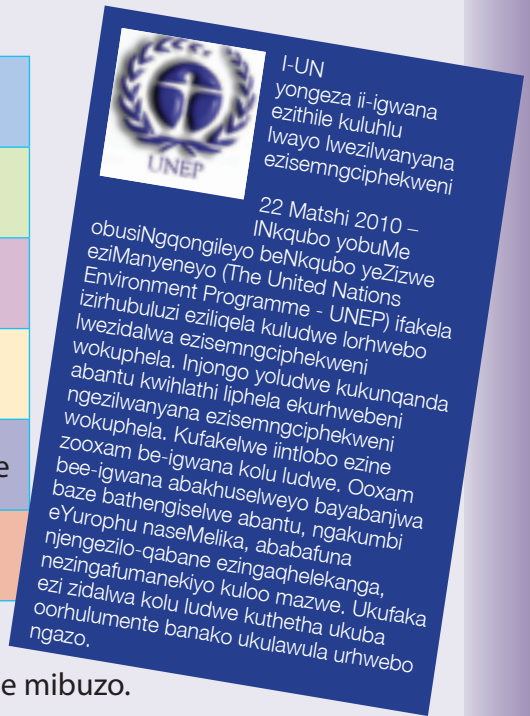 UNEP
I-UN
yongeza ii-igwana
ezithile kuluhlu
lwayo lwezilwanyana
ezisemngciphekweni
22 Matshi 2010 –
INkqubo yobuMe
obusiNgqongileyo beNkqubo yeZizwe
eziManyeneyo (The United Nations
Environment Programme - UNEP) ifakela
izirhubuluzi eziliqela kuludwe lorhwebo
lwezidalwa ezisemngciphekweni
wokuphela. Injongo yoludwe kukunqanda
abantu kwihlathi liphela ekurhwebeni
ngezilwanyana ezisemngciphekweni
wokuphela. Kufakelwe iintlobo ezine
zooxam be-igwana kolu ludwe. Ooxam
bee-igwana abakhuselweyo bayabanjwa
baze bathengiselwe abantu, ngakumbi
eYurophu naseMelika, ababafuna
njengezilo-qabane ezingaqhelekanga,
nezingafumanekiyo kuloo mazwe. Ukufaka
ezi zidalwa kolu ludwe kuthetha ukuba
oorhulumente banako ukulawula urhwebo
ngazo.
e
e mibuzo.